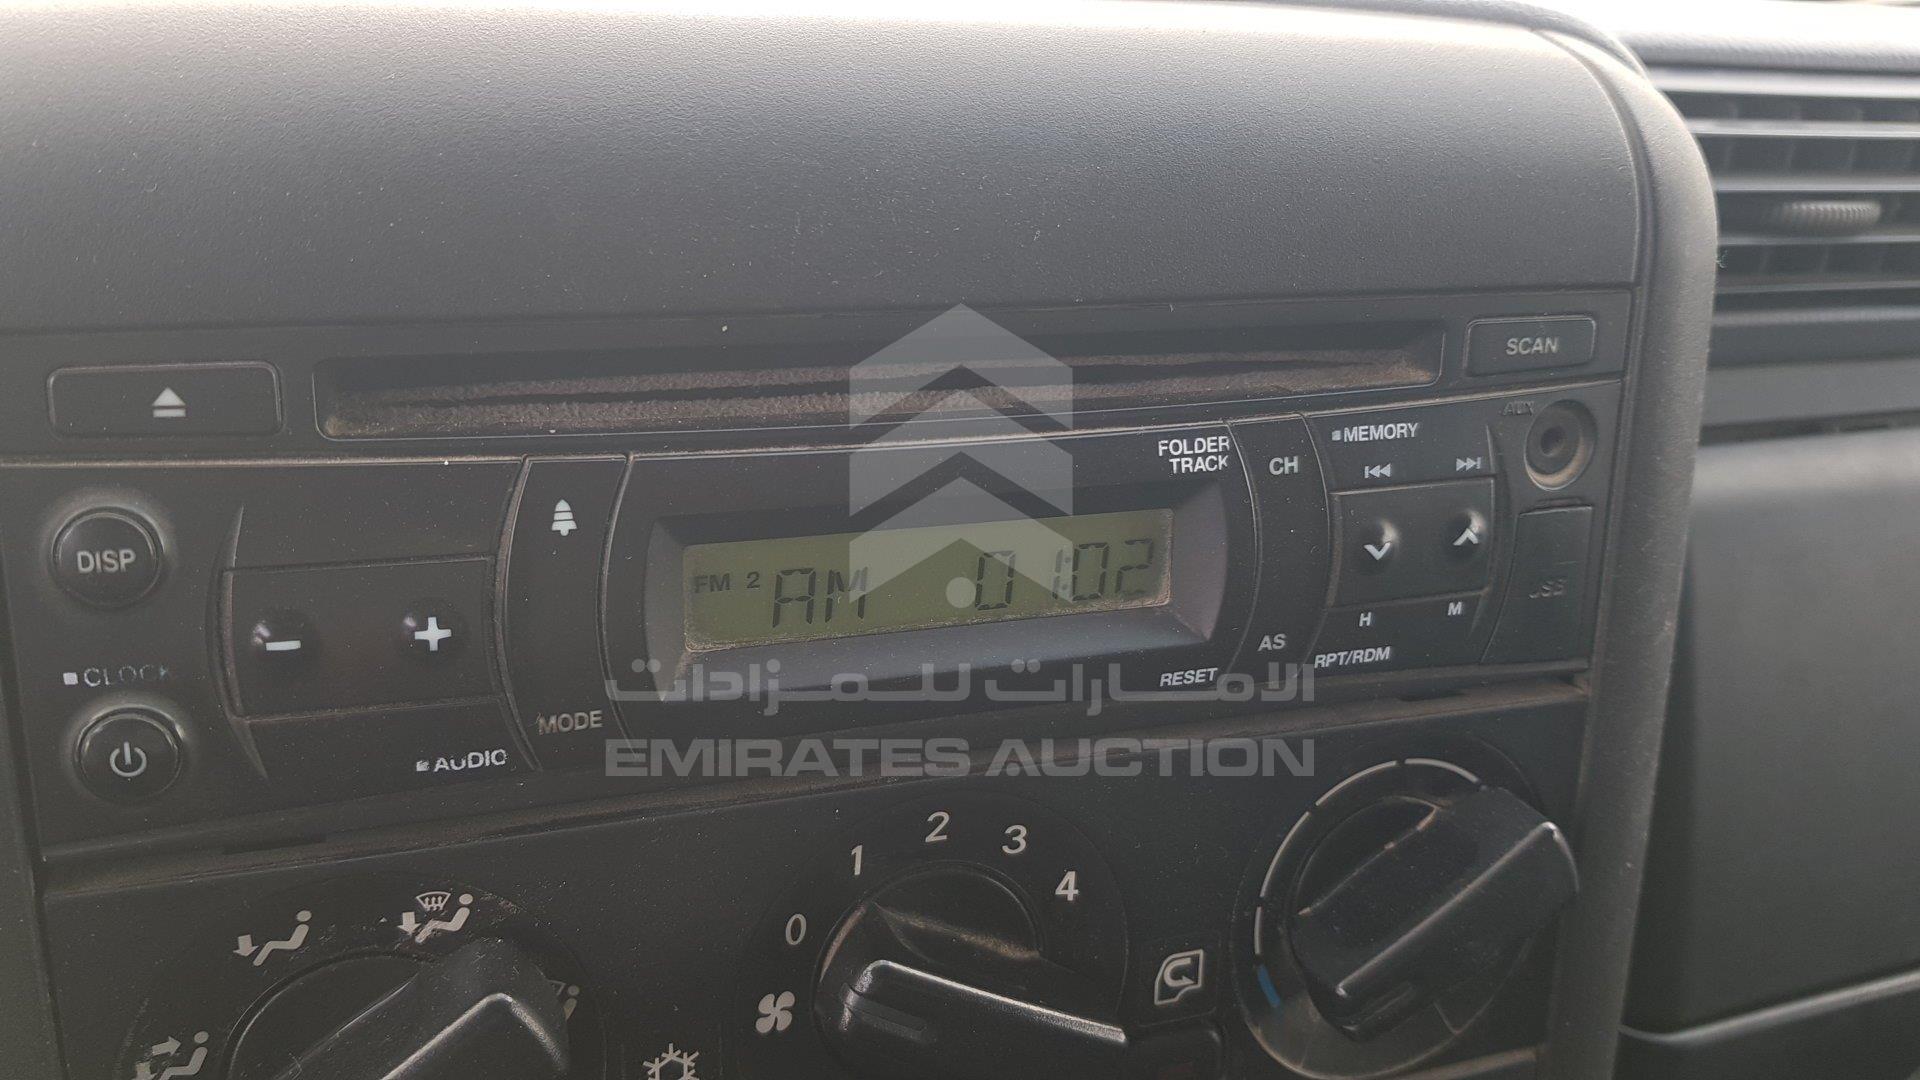 SCAN
AUX
FOLDER
TRACK
CH
MEMORY
DISP
FM 2 AM 01:02
USB
H M
CLOCK
AS
RPT/RDM
RESET
MODE
AUDIO
الامارات للمزادات
EMIRATES AUCTION
0 1 2 3 4